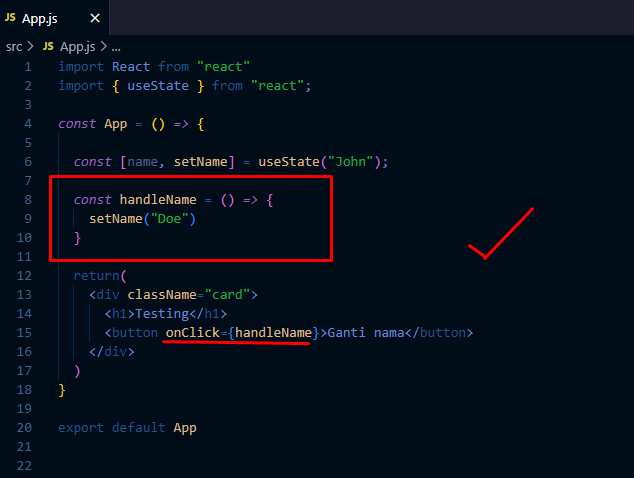 JS App.js ×
src > JS App.js > ...
1 import React from "react"
2 import { useState } from "react";
3
4 const App = () => {
5
6 const [name, setName] = useState("John");
7
8 const handleName = () => {
9 setName("Doe")
10 }
11
12 return(
13 <div className="card">
14 <h1>Testing</h1>
15 <button onClick={handleName}>Ganti nama</button>
16 </div>
17 )
18 }
19
20 export default App
21
22